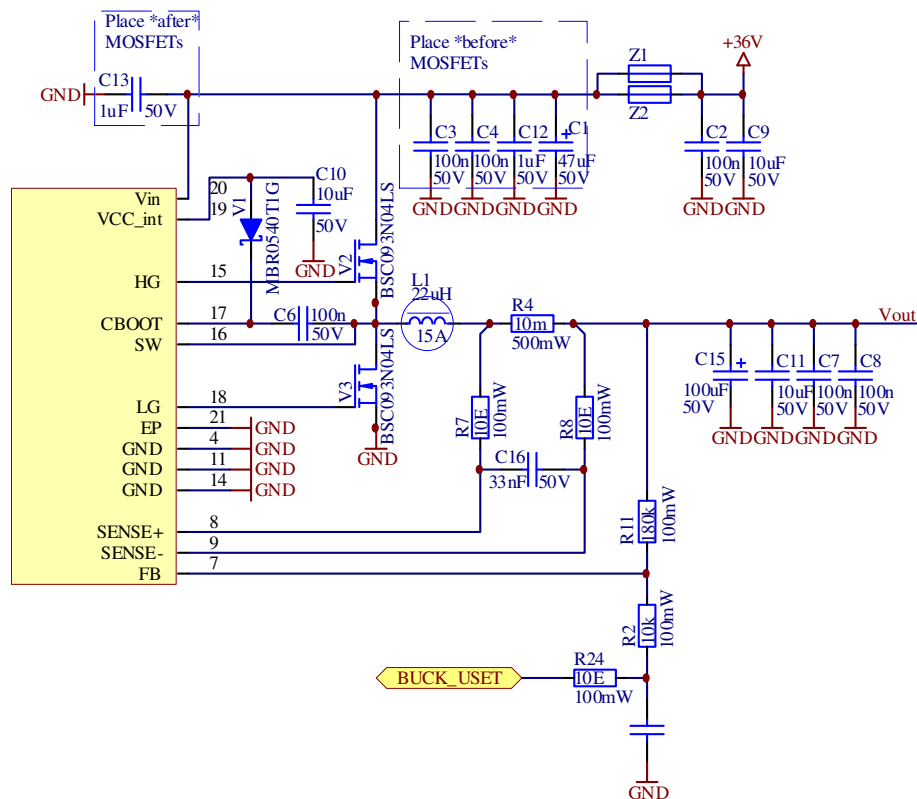 Place *after*
MOSFETs
C13
GND
1uF 50V
Place *before*
MOSFETs
C3
100n
50V
GND
C4
100n
50V
GND
C12
1uF
50V
GND
C1
+
47uF
50V
GND
Z1
Z2
+36V
C2
100n
50V
GND
C9
10uF
50V
GND
Vin 20
VCC_int 19
HG 15
CBOOT 17
SW 16
LG 18
EP 21 GND
GND 4 GND
GND 11 GND
GND 14 GND
SENSE+ 8
SENSE- 9
FB 7
V1
MBR0540T1G
C10
10uF
50V
GND
V2
BSC093N04LS
C6 100n
50V
V3
BSC093N04LS
GND
L1
22uH
15A
R4
10m
500mW
R7
10E
100mW
R8
10E
100mW
C16
33nF 50V
Vout
C15
+
100uF
50V
GND
C11
10uF
50V
GND
C7
100n
50V
GND
C8
100n
50V
GND
R11
180k
100mW
R2
10k
100mW
BUCK_USET
R24
10E
100mW
GND